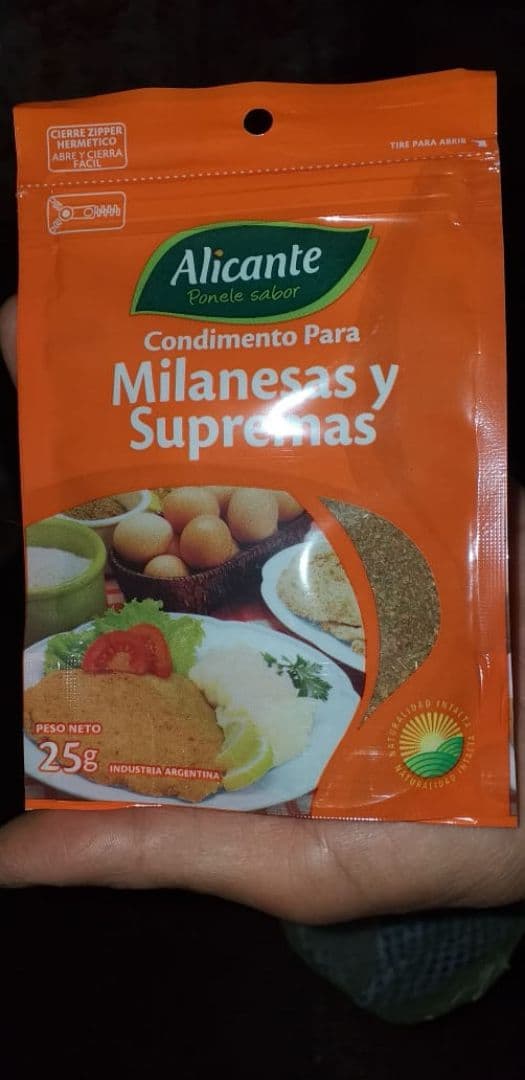 CIERRE ZIPPER
HERMETICO
ABRE Y CIERRA
FACIL
TIRE PARA ABRIR
Alicante
Ponele sabor
Condimento Para
Milanesas y
Supremas
PESO NETO
25g
INDUSTRIA ARGENTINA
NATURALIDAD INTACTA
NATURALIDAD INTACTA